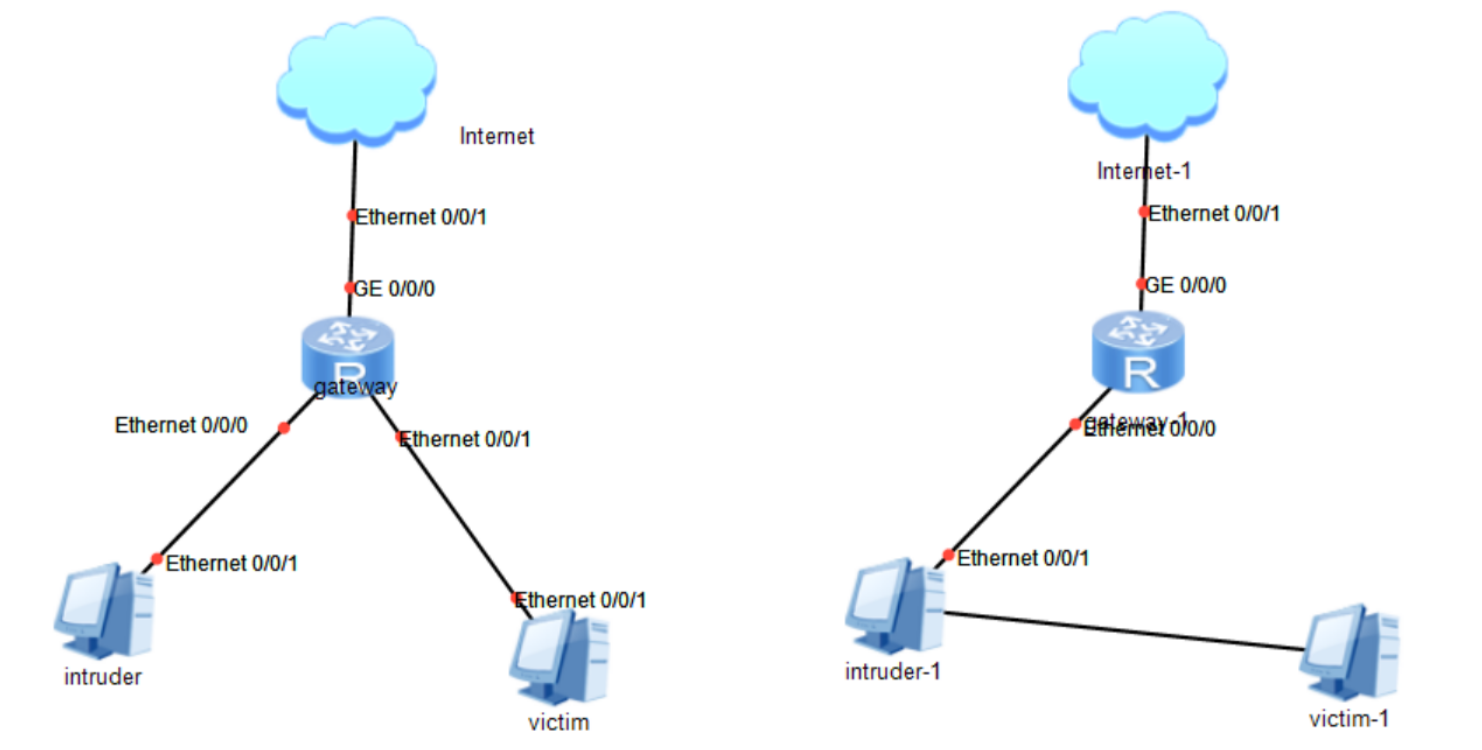 Internet
Ethernet 0/0/1
GE 0/0/0
R
gateway
Ethernet 0/0/0
Ethernet 0/0/1
Ethernet 0/0/1
Ethernet 0/0/1
intruder
victim
Internet-1
Ethernet 0/0/1
GE 0/0/0
R
gateway-1
Ethernet 0/0/0
Ethernet 0/0/1
intruder-1
victim-1